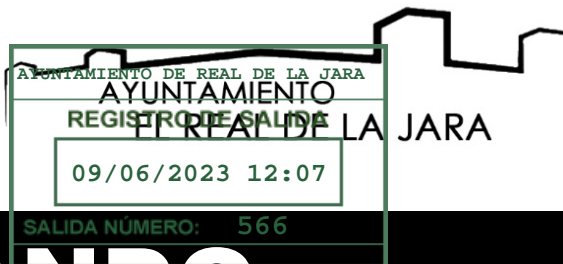 AYUNTAMIENTO DE REAL DE LA JARA
AYUNTAMIENTO
REGISTRO DE SALIDA
EL REAL DE LA JARA
09/06/2023 12:07
SALIDA NÚMERO: 566